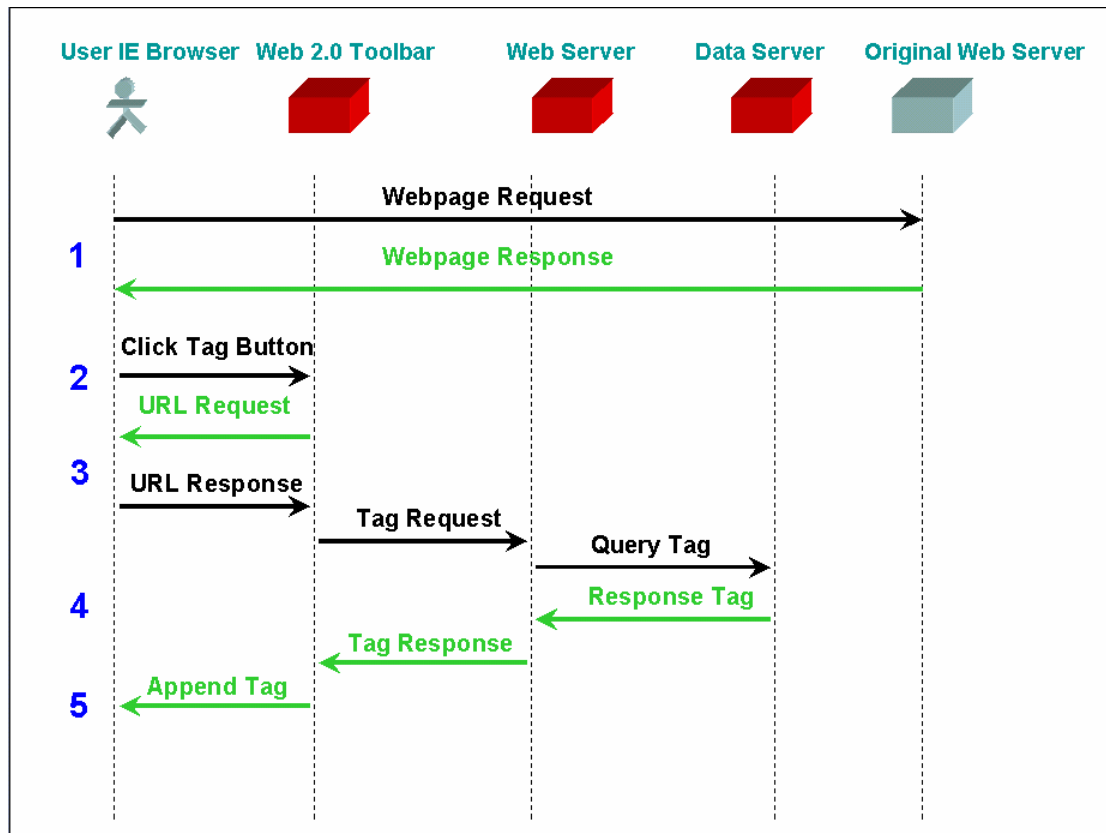 User IE Browser Web 2.0 Toolbar Web Server Data Server Original Web Server
Webpage Request
1
Webpage Response
Click Tag Button
2
URL Request
3
URL Response
Tag Request
Query Tag
4
Response Tag
Tag Response
Append Tag
5